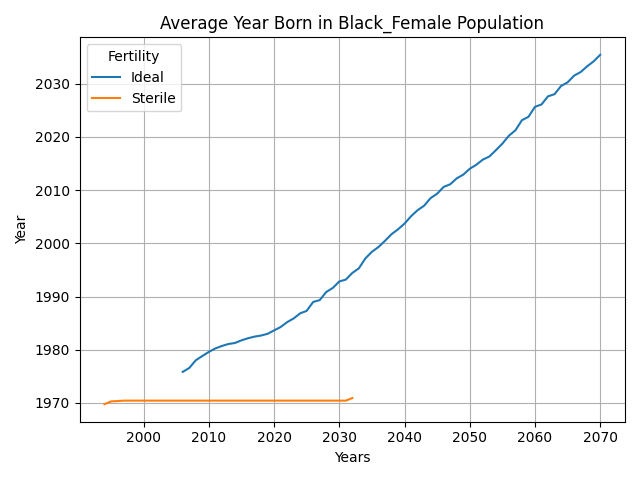 Average Year Born in Black_Female Population
Fertility
Ideal
Sterile
Year
2030
2020
2010
2000
1990
1980
1970
2000 2010 2020 2030 2040 2050 2060 2070
Years